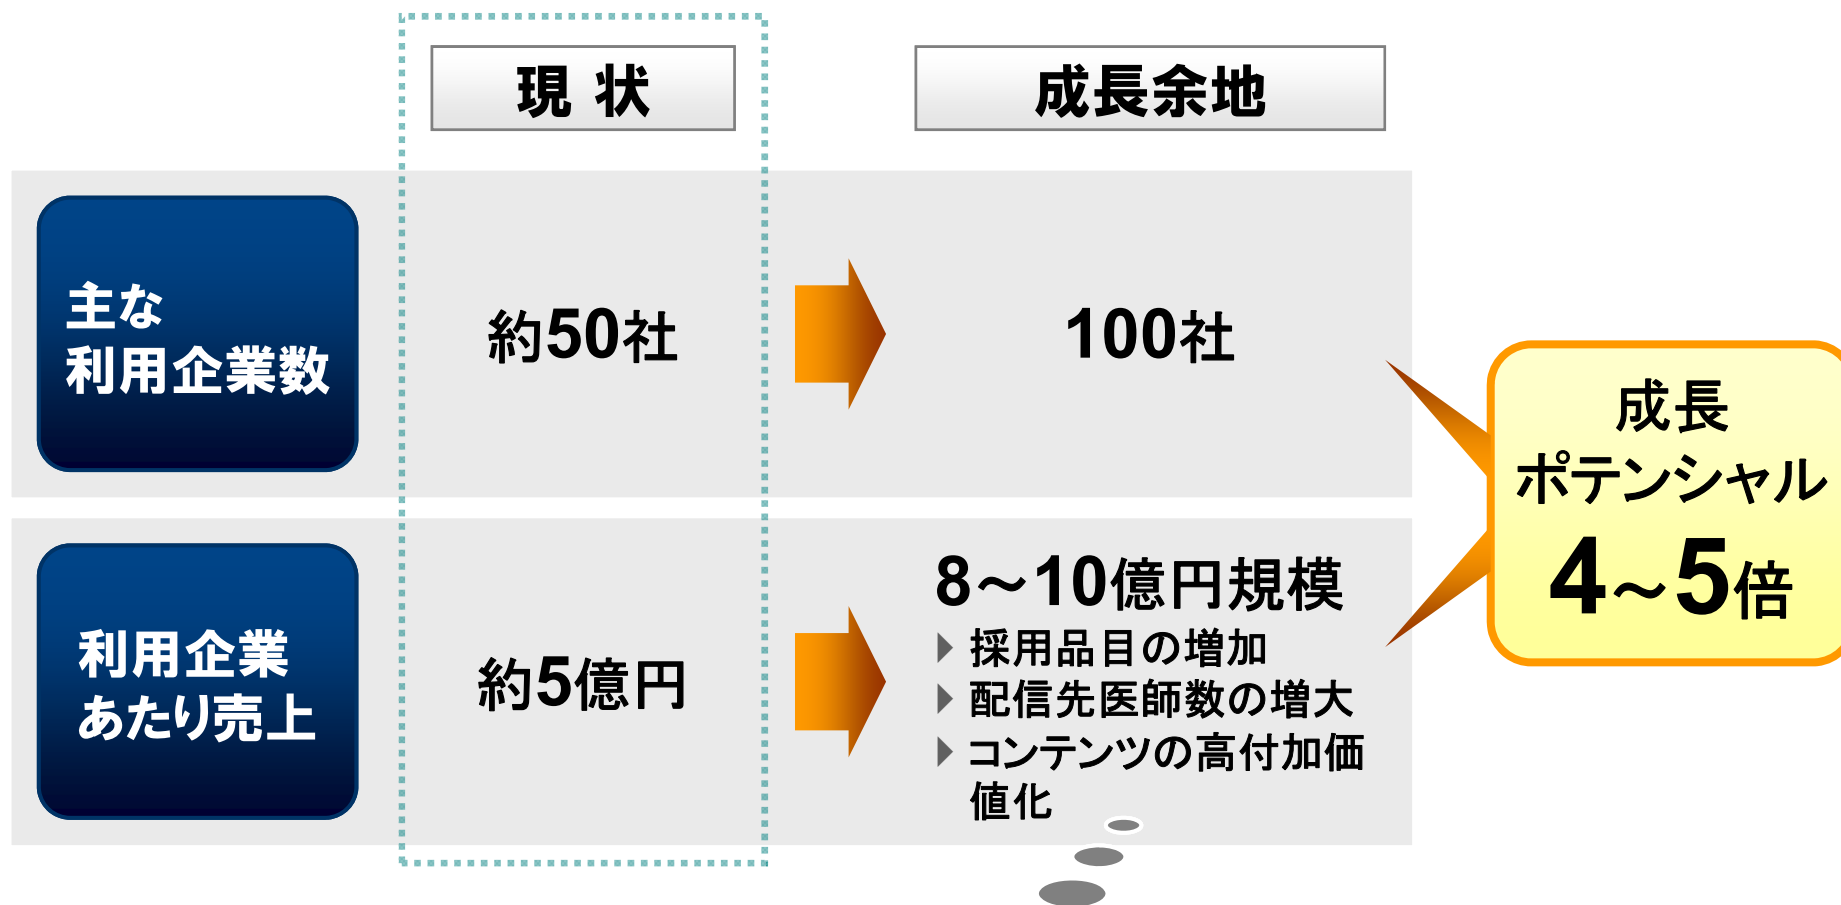 現 状
成長余地
主な
利用企業数
約50社
100社
利用企業
あたり売上
約5億円
8～10億円規模
採用品目の増加
配信先医師数の増大
コンテンツの高付加価
値化
成長
ポテンシャル
4～5倍